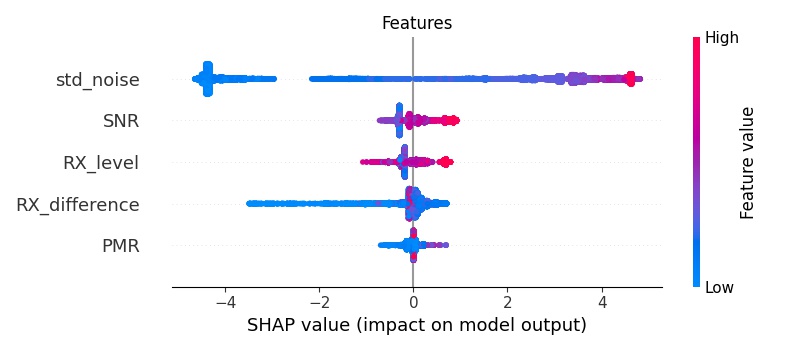 Features
High
std_noise
SNR
RX_level
RX_difference
PMR
Feature value
Low
−4
−2
0
2
4
SHAP value (impact on model output)